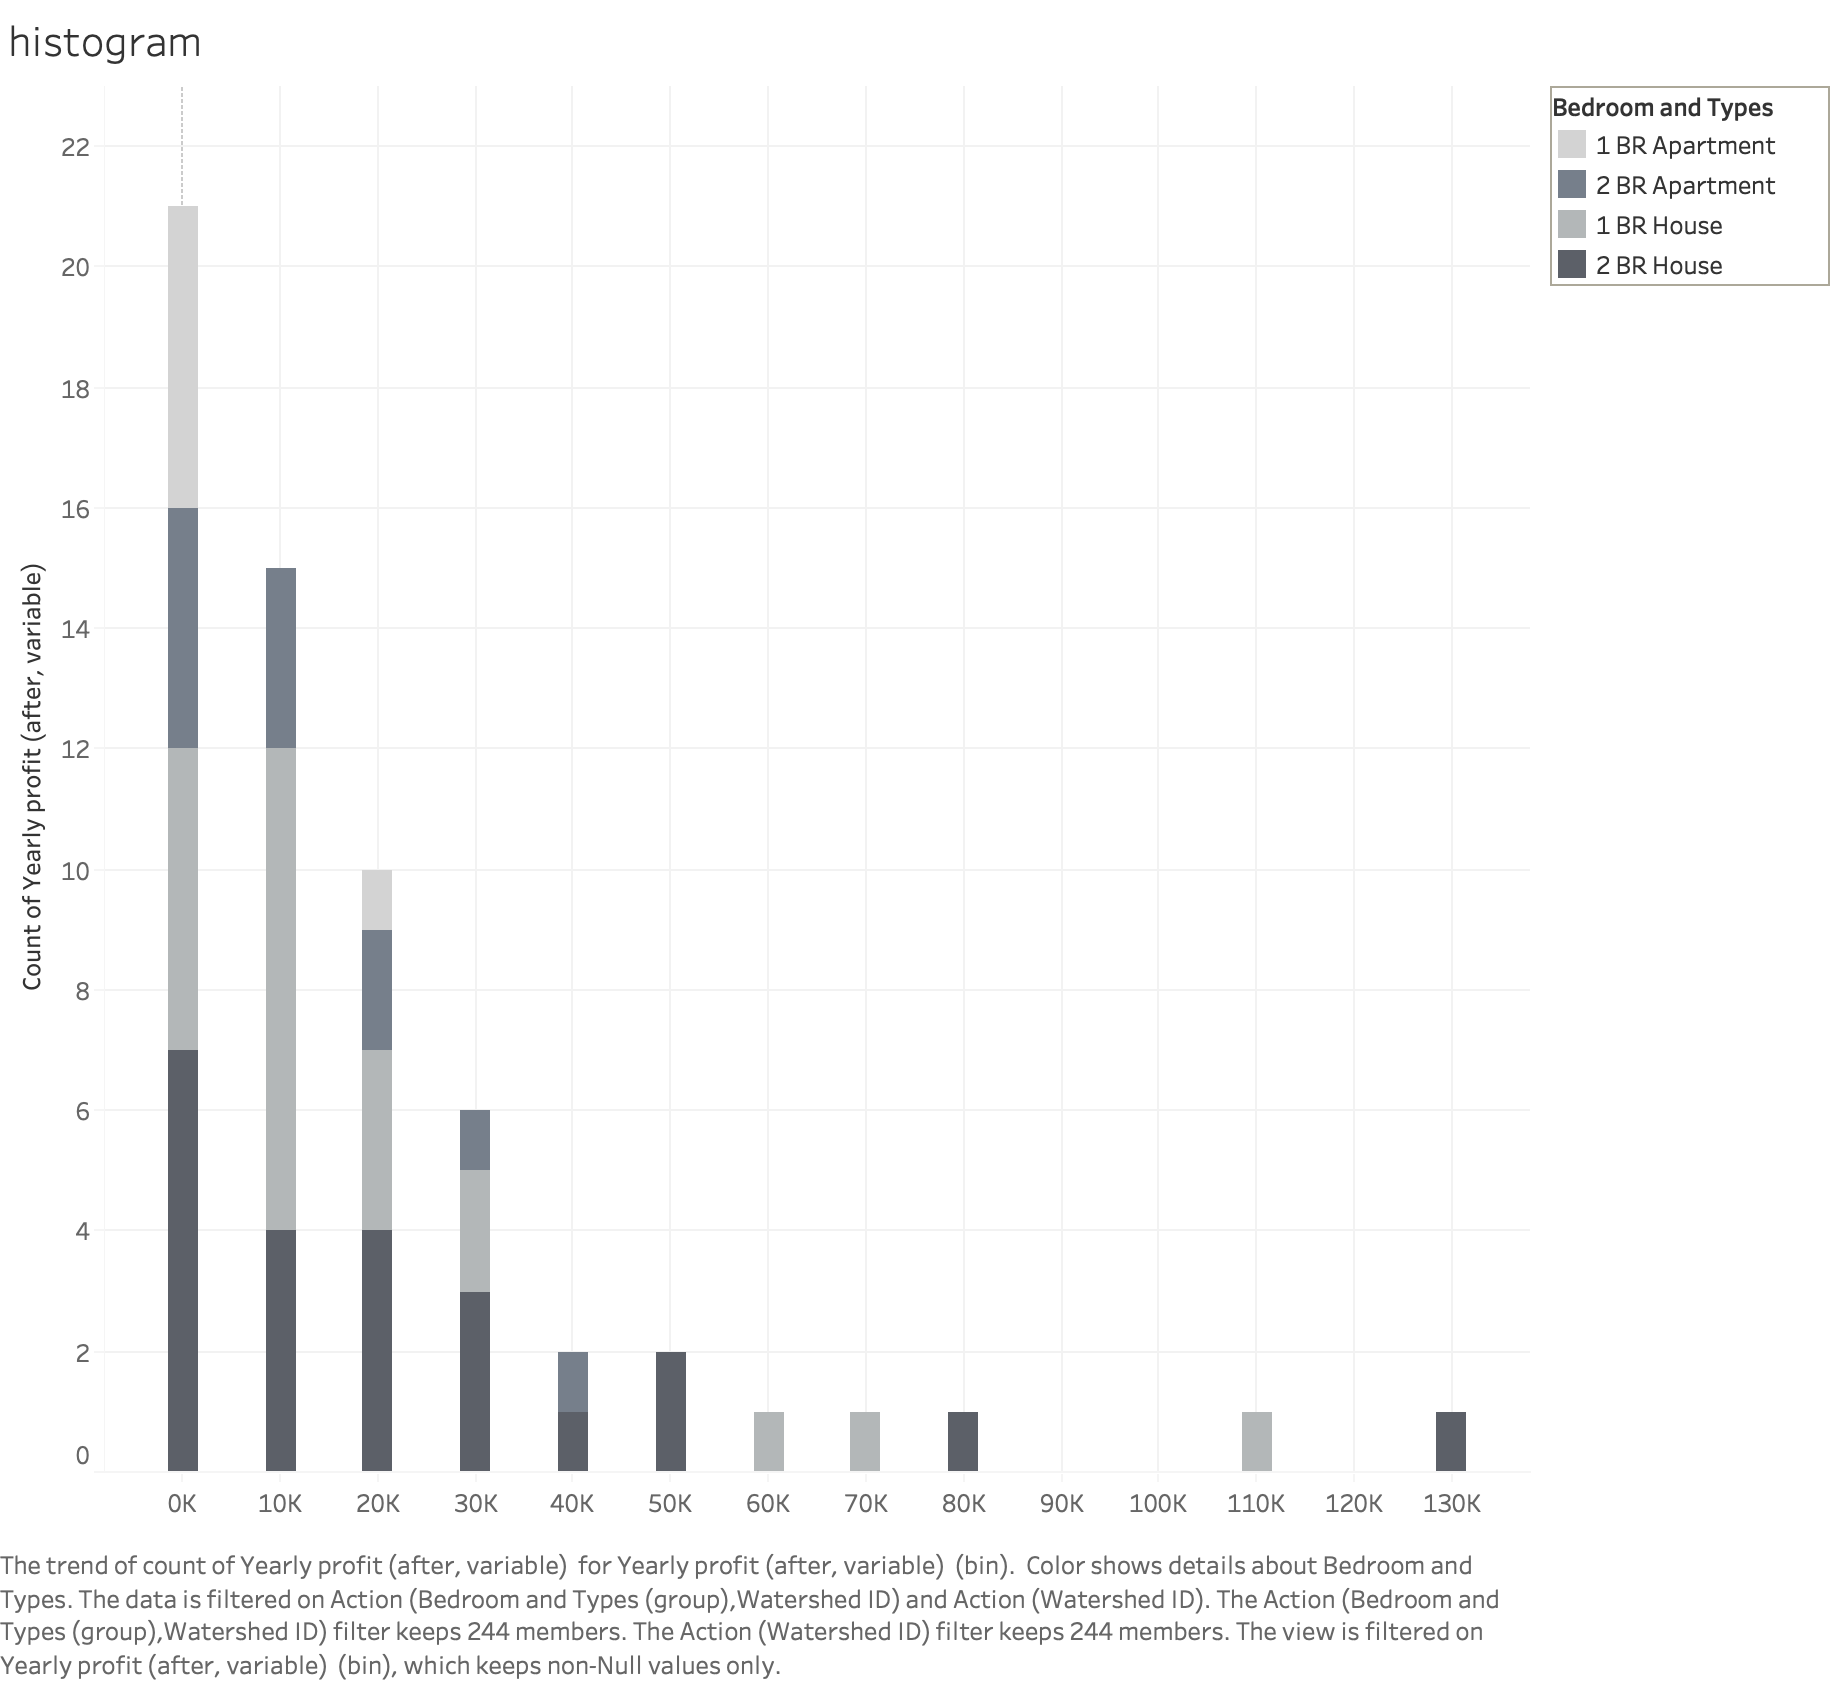 histogram
Bedroom and Types
1 BR Apartment
2 BR Apartment
1 BR House
2 BR House
Count of Yearly profit (after, variable)
22
20
18
16
14
12
10
8
6
4
2
0
0K 10K 20K 30K 40K 50K 60K 70K 80K 90K 100K 110K 120K 130K
The trend of count of Yearly profit (after, variable)  for Yearly profit (after, variable)  (bin).  Color shows details about Bedroom and
Types. The data is filtered on Action (Bedroom and Types (group),Watershed ID) and Action (Watershed ID). The Action (Bedroom and
Types (group),Watershed ID) filter keeps 244 members. The Action (Watershed ID) filter keeps 244 members. The view is filtered on
Yearly profit (after, variable)  (bin), which keeps non-Null values only.